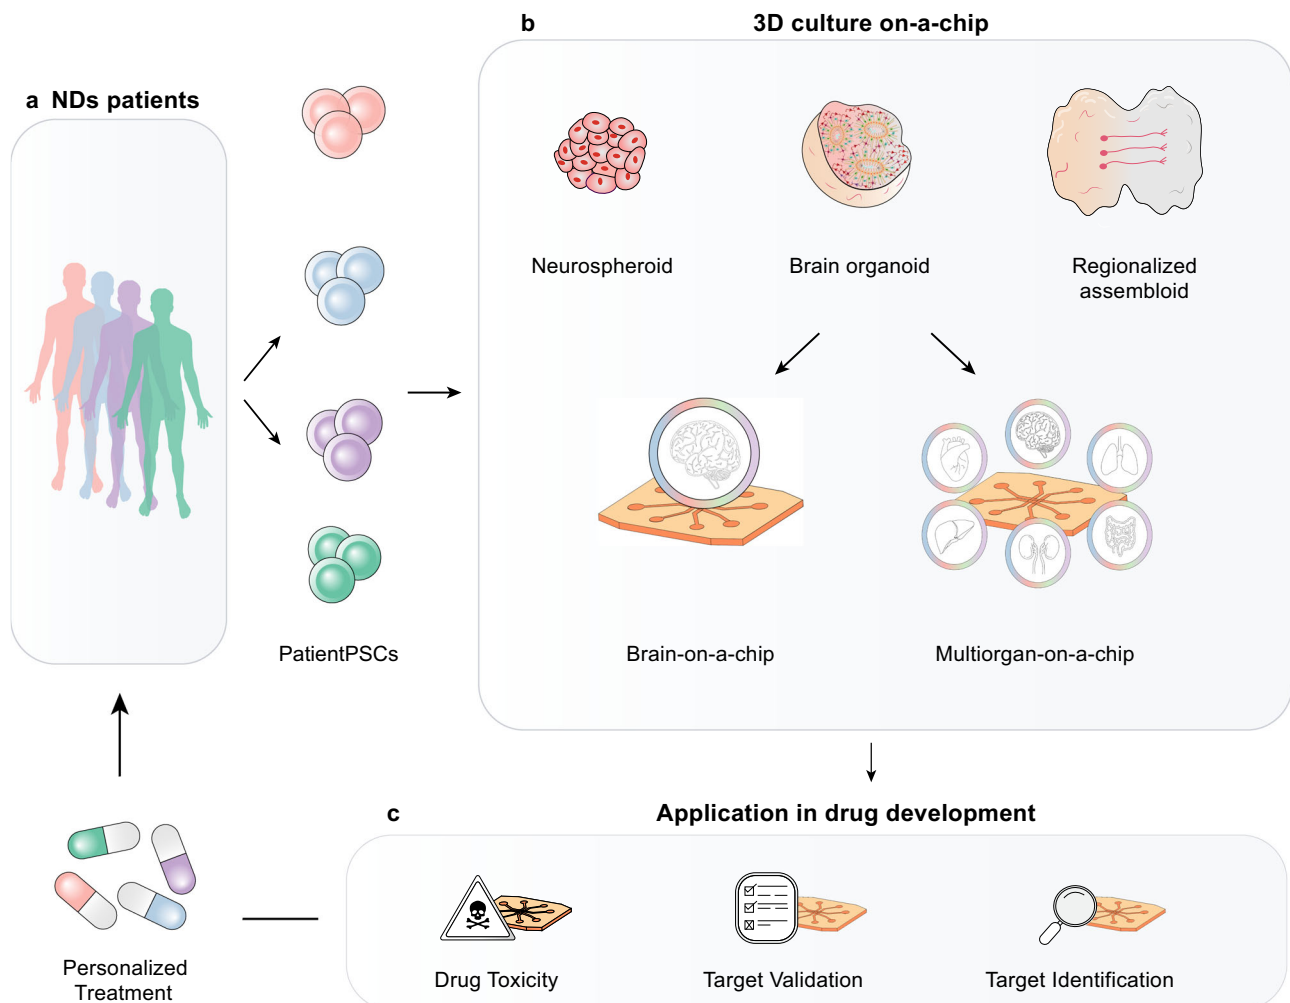 a NDs patients
PatientPSCs
b 3D culture on-a-chip
Neurospheroid
Brain organoid
Regionalized
assembloid
Brain-on-a-chip
Multiorgan-on-a-chip
c Application in drug development
Drug Toxicity
Target Validation
Target Identification
Personalized
Treatment